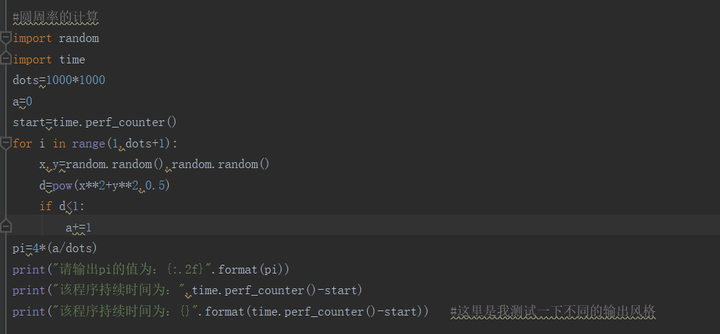 #圆周率的计算
import random
import time
dots=1000*1000
a=0
start=time.perf_counter()
for i in range(1,dots+1):
    x,y=random.random(),random.random()
    d=pow(x**2+y**2,0.5)
    if d<1:
        a+=1
pi=4*(a/dots)
print("请输出pi的值为：{:.2f}".format(pi))
print("该程序持续时间为：",time.perf_counter()-start)
print("该程序持续时间为：{}".format(time.perf_counter()-start))   #这里是我测试一下不同的输出风格